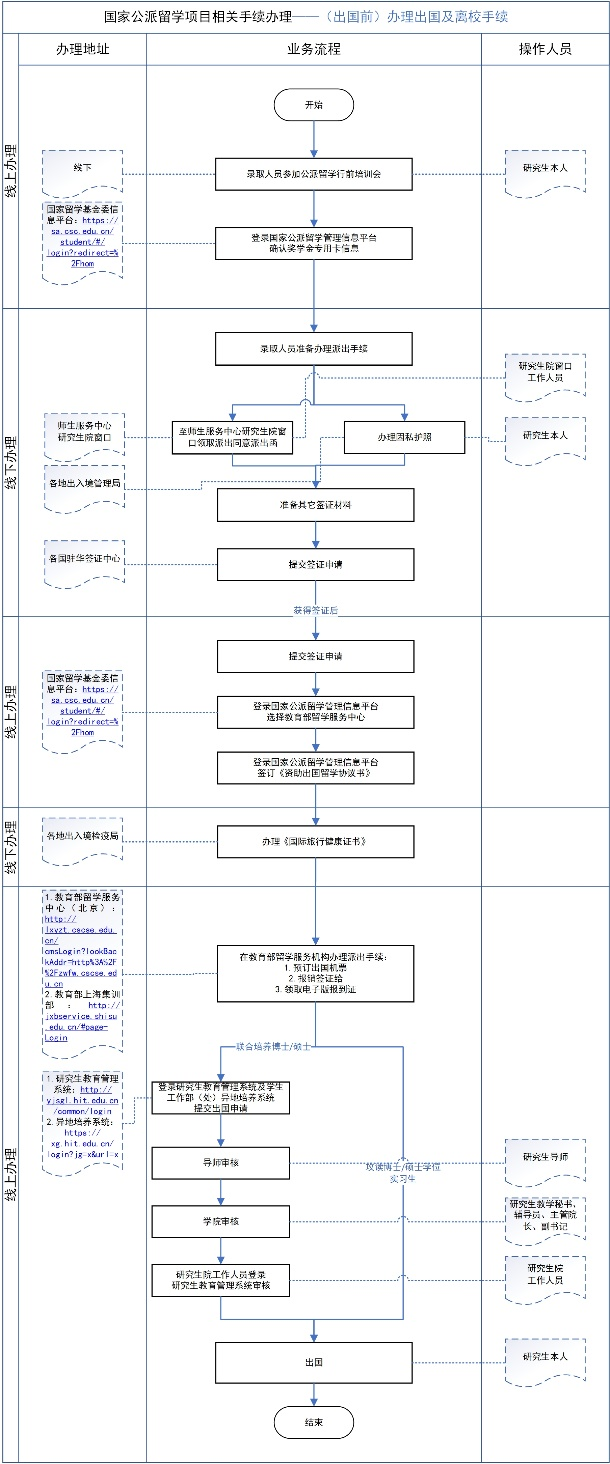 国家公派留学项目相关手续办理——（出国前）办理出国及离校手续
办理地址
业务流程
操作人员
线上办理
开始
线下
录取人员参加公派留学行前培训会
研究生本人
国家留学基金委信
息平台：https://
sa.csc.edu.cn/
student/#/
login?redirect=%
2Fhom
登录国家公派留学管理信息平台
确认奖学金专用卡信息
线下办理
录取人员准备办理派出手续
研究生院窗口
工作人员
师生服务中心
研究生院窗口
至师生服务中心研究生院窗
口领取派出同意派出函
办理因私护照
研究生本人
各地出入境管理局
准备其它签证材料
各国驻华签证中心
提交签证申请
获得签证后
线上办理
提交签证申请
国家留学基金委信
息平台：https://
sa.csc.edu.cn/
student/#/
login?redirect=%
2Fhom
登录国家公派留学管理信息平台
选择教育部留学服务中心
登录国家公派留学管理信息平台
签订《资助出国留学协议书》
线下办理
各地出入境检疫局
办理《国际旅行健康证书》
线上办理
1.教育部留学服务
中心（北京）：
http://
lxyzt.cscse.edu.
cn/
cmsLogin?lookBac
kAddr=http%3A%2F
%2Fzwfw.cscse.ed
u.cn
2.教育部上海集训
部：http://
jxbservice.shisu
.edu.cn/#page-
Login
在教育部留学服务机构办理派出手续：
1.预订出国机票
2.报销签证给
3.领取电子版报到证
联合培养博士/硕士
1.研究生教育管理
系统：http://
yjsgl.hit.edu.cn
/common/login
2.异地培养系统：
https://
xg.hit.edu.cn/
login?jg-x&url=x
登录研究生教育管理系统及学生
工作部（处）异地培养系统
提交出国申请
导师审核
攻读博士/硕士学位
实习生
研究生导师
学院审核
研究生教学秘书、
辅导员、主管院
长、副书记
研究生院工作人员登录
研究生教育管理系统审核
研究生院
工作人员
出国
研究生本人
结束